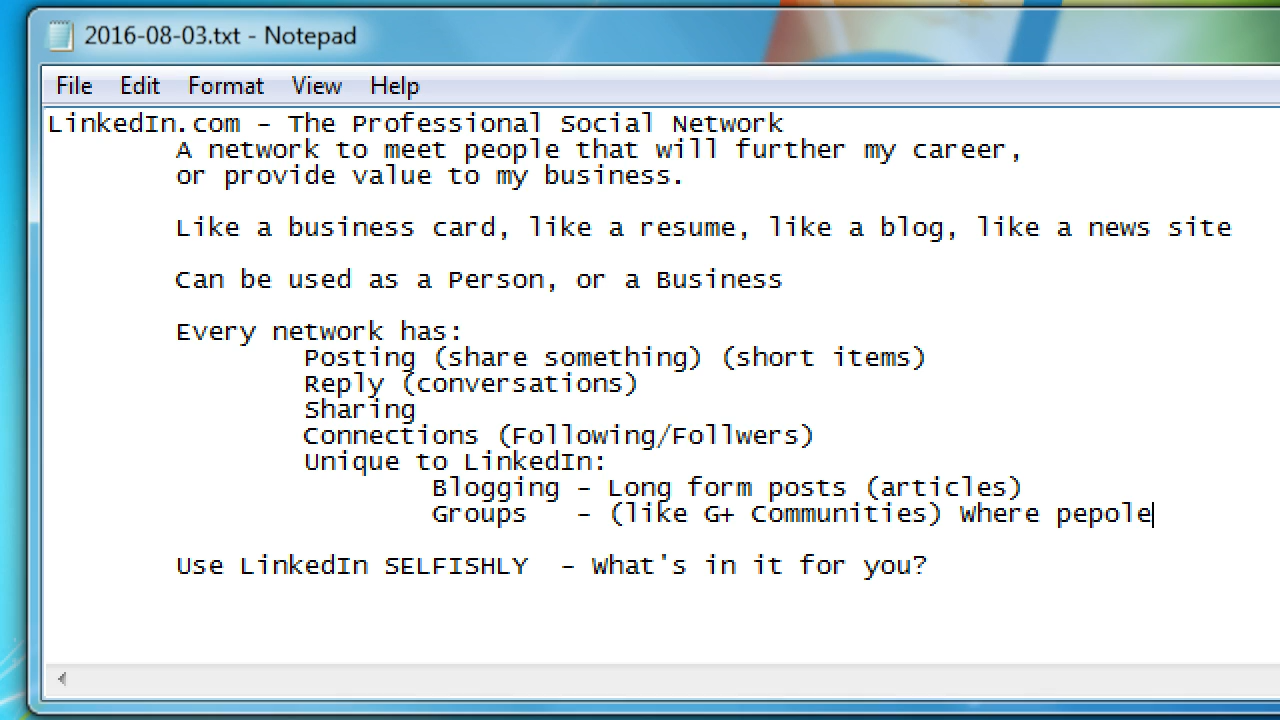 2016-08-03.txt - Notepad
File Edit Format View Help
LinkedIn.com - The Professional Social Network
A network to meet people that will further my career,
or provide value to my business.
Like a business card, like a resume, like a blog, like a news site
Can be used as a Person, or a Business
Every network has:
Posting (share something) (short items)
Reply (conversations)
Sharing
Connections (Following/Follwers)
Unique to LinkedIn:
Blogging - Long form posts (articles)
Groups - (like G+ Communities) Where pepole
Use LinkedIn SELFISHLY - What's in it for you?